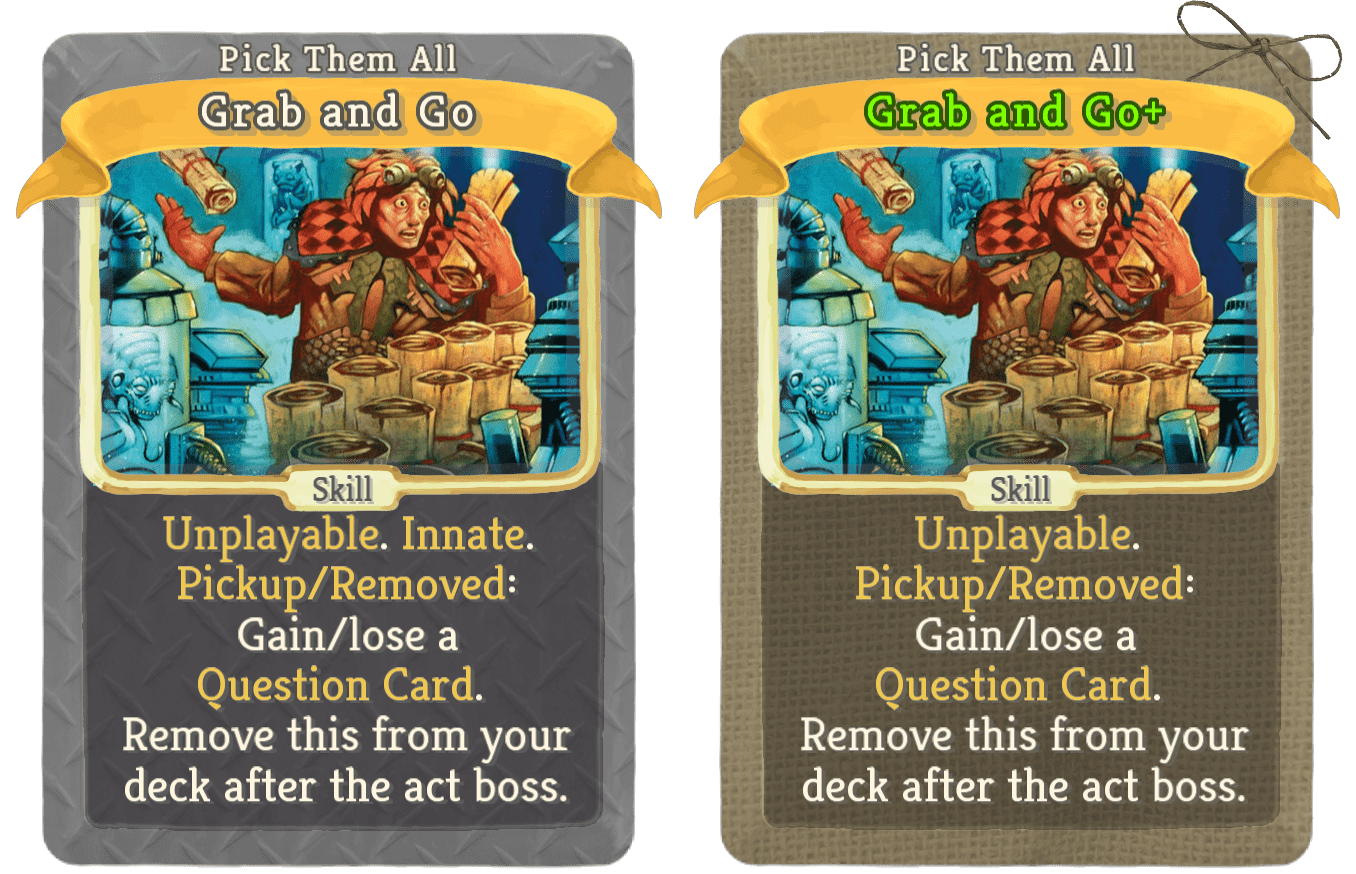 Pick Them All
Grab and Go
Skill
Unplayable. Innate.
Pickup/Removed:
Gain/lose a
Question Card.
Remove this from your
deck after the act boss.
Pick Them All
Grab and Go+
Skill
Unplayable.
Pickup/Removed:
Gain/lose a
Question Card.
Remove this from your
deck after the act boss.